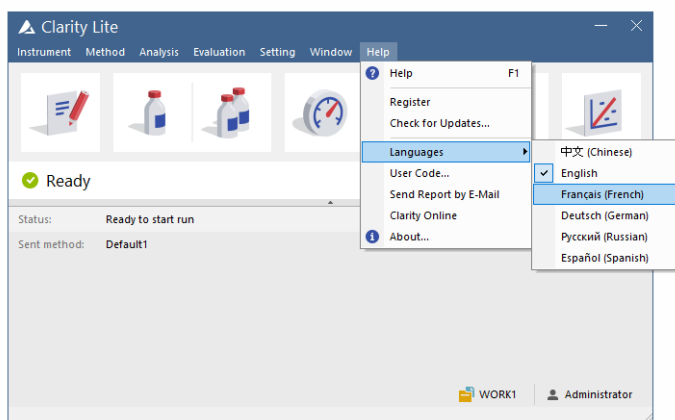 Clarity Lite
Instrument Method Analysis Evaluation Setting Window Help
Help F1
Register
Check for Updates...
Languages
User Code...
Send Report by E-Mail
Clarity Online
About...
中文 (Chinese)
English
Français (French)
Deutsch (German)
Русский (Russian)
Español (Spanish)
Ready
Status: Ready to start run
Sent method: Default1
WORK1 Administrator